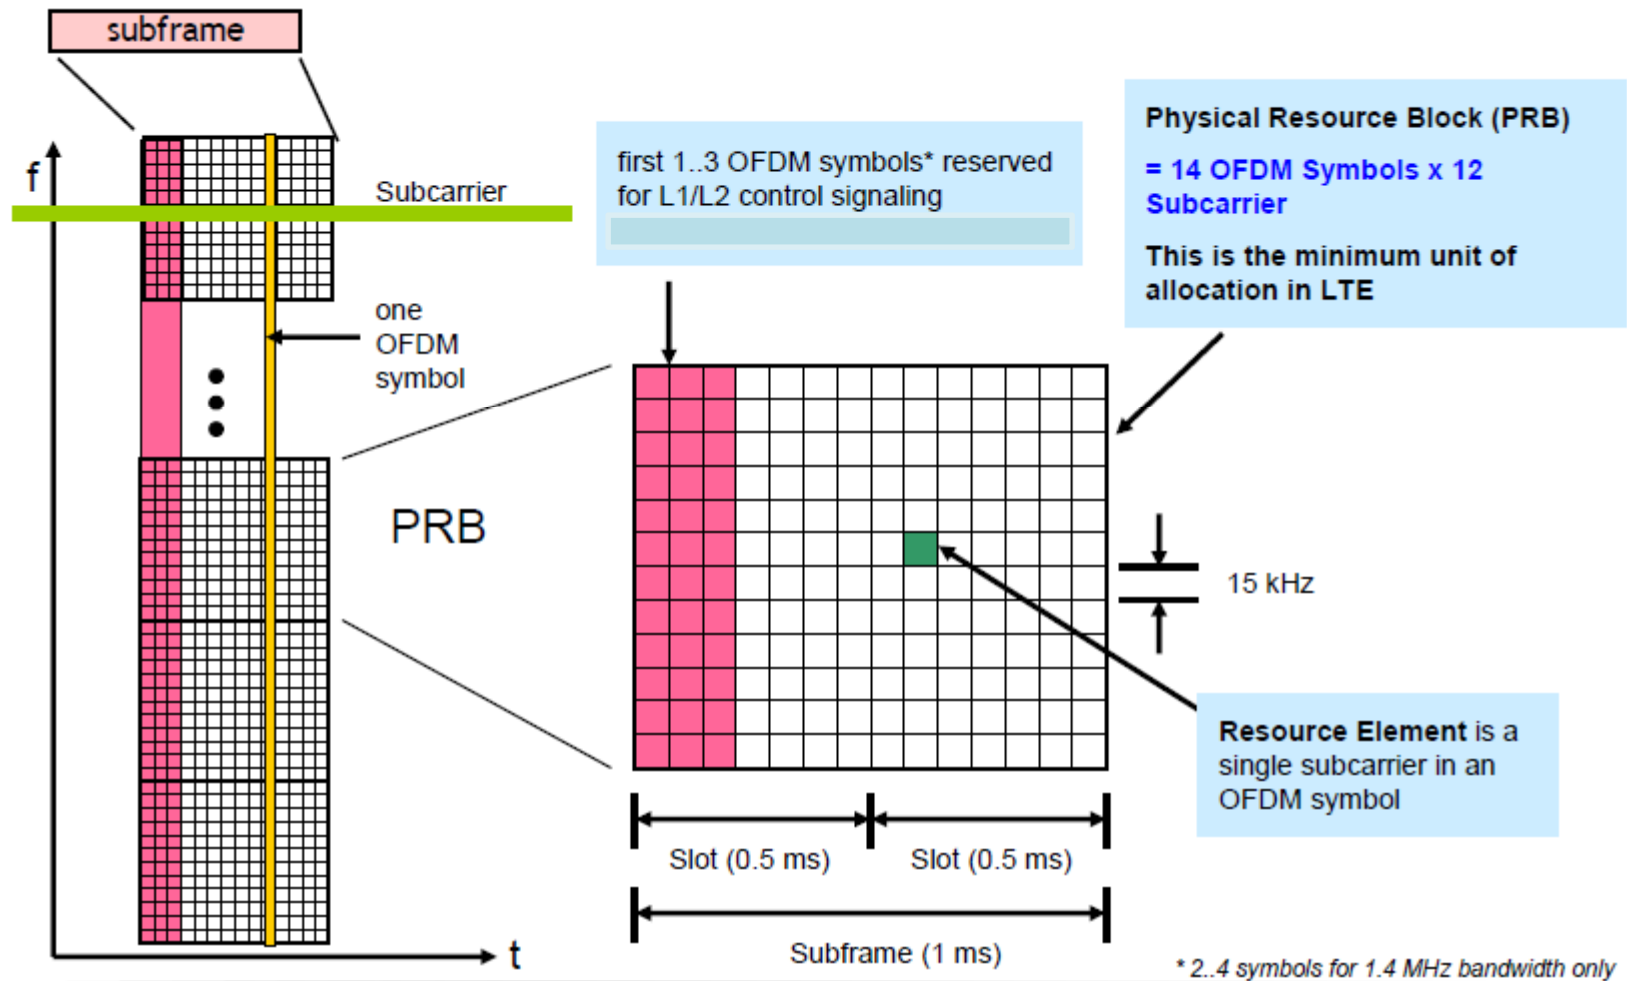 subframe
f
Subcarrier
one
OFDM
symbol
PRB
t
first 1..3 OFDM symbols* reserved
for L1/L2 control signaling
Physical Resource Block (PRB)
= 14 OFDM Symbols x 12
Subcarrier
This is the minimum unit of
allocation in LTE
15 kHz
Resource Element is a
single subcarrier in an
OFDM symbol
Slot (0.5 ms)
Slot (0.5 ms)
Subframe (1 ms)
* 2..4 symbols for 1.4 MHz bandwidth only